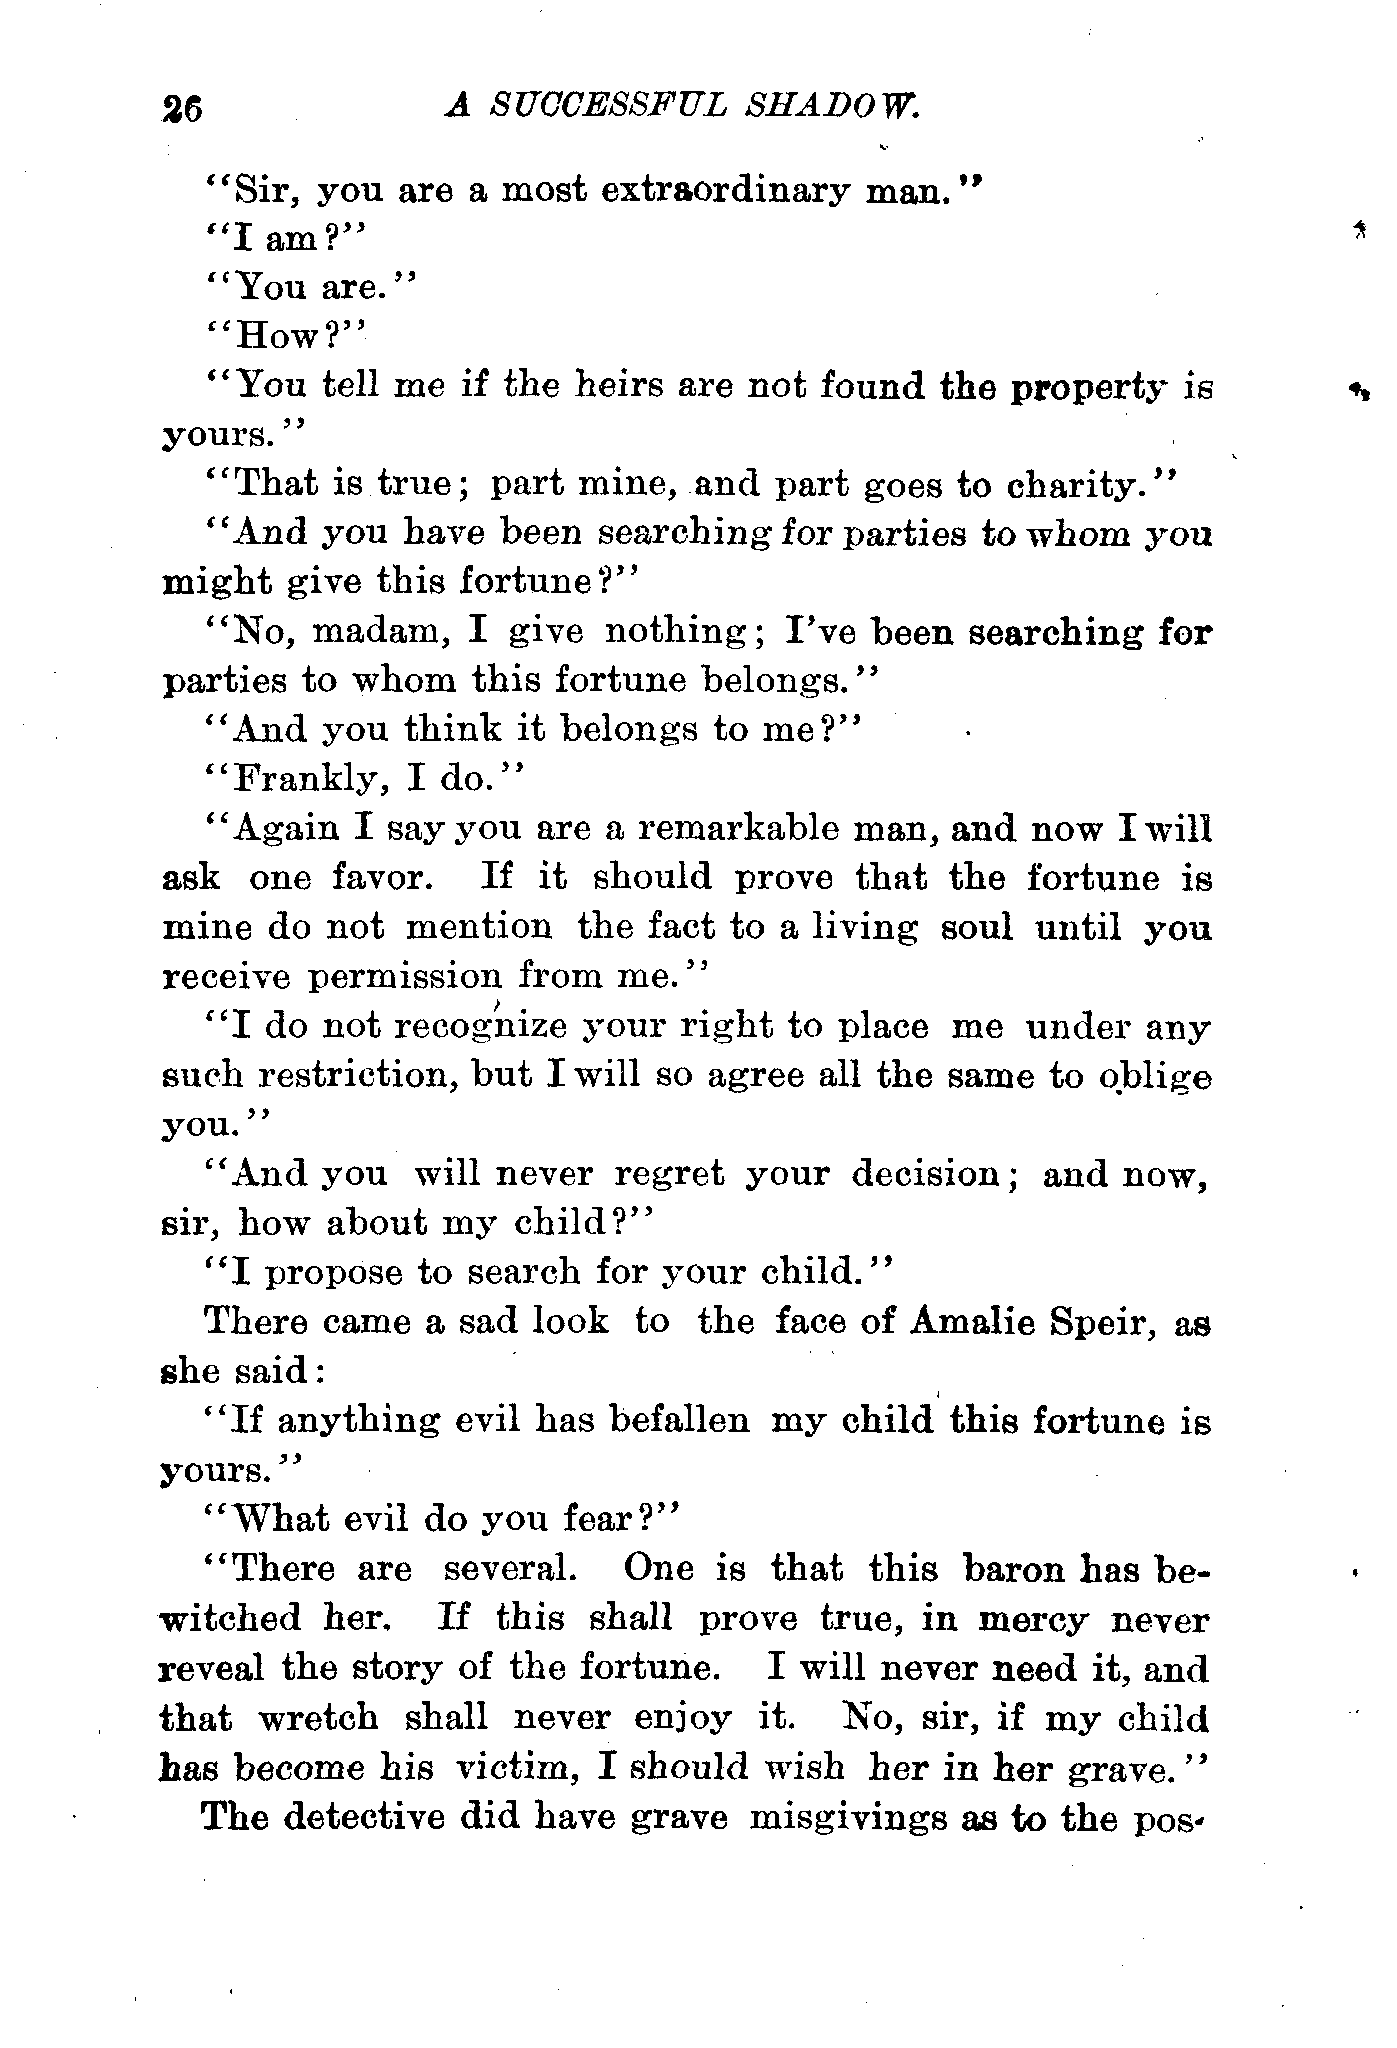 26 A SUCCESSFUL SHADOW.
"Sir, you are a most extraordinary man."
"I am?"
"You are."
"How?"
"You tell me if the heirs are not found the property is
yours."
"That is true; part mine, and part goes to charity."
"And you have been searching for parties to whom you
might give this fortune?"
"No, madam, I give nothing; I've been searching for
parties to whom this fortune belongs."
"And you think it belongs to me?"
"Frankly, I do."
"Again I say you are a remarkable man, and now I will
ask one favor. If it should prove that the fortune is
mine do not mention the fact to a living soul until you
receive permission from me."
"I do not recognize your right to place me under any
such restriction, but I will so agree all the same to oblige
you."
"And you will never regret your decision; and now,
sir, how about my child?"
"I propose to search for your child."
There came a sad look to the face of Amalie Speir, as
she said:
"If anything evil has befallen my child this fortune is
yours."
"What evil do you fear?"
"There are several. One is that this baron has be-
witched her. If this shall prove true, in mercy never
reveal the story of the fortune. I will never need it, and
that wretch shall never enjoy it. No, sir, if my child
has become his victim, I should wish her in her grave."
The detective did have grave misgivings as to the pos-